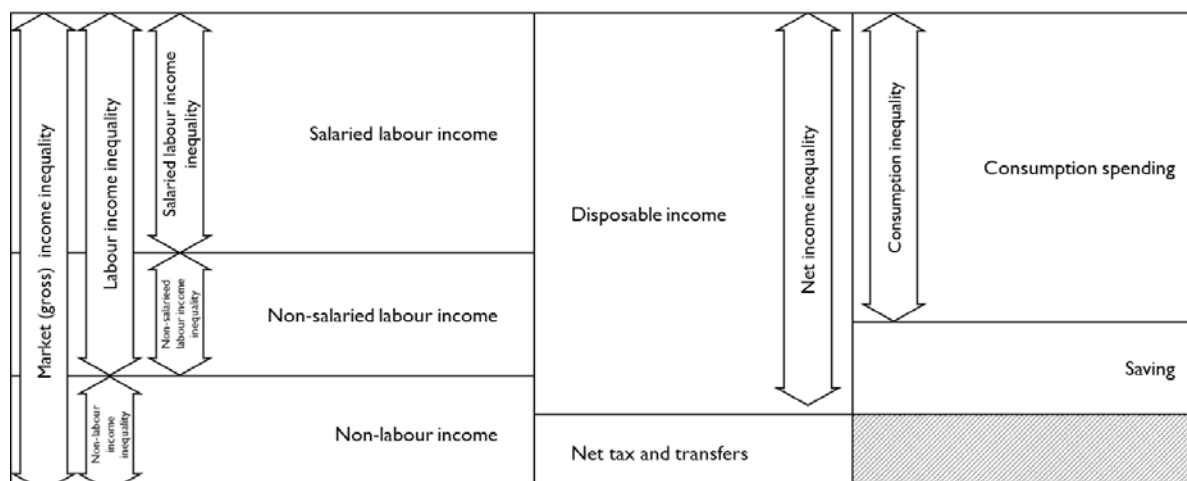 Market (gross) income inequality
Labour income inequality
Non-labour
income
inequality
Salaried labour income
inequality
Non-salarieed
labour income
inequality
Salaried labour income
Non-salaried labour income
Non-labour income
Disposable income
Net tax and transfers
Net income inequality
Consumption inequality
Consumption spending
Saving